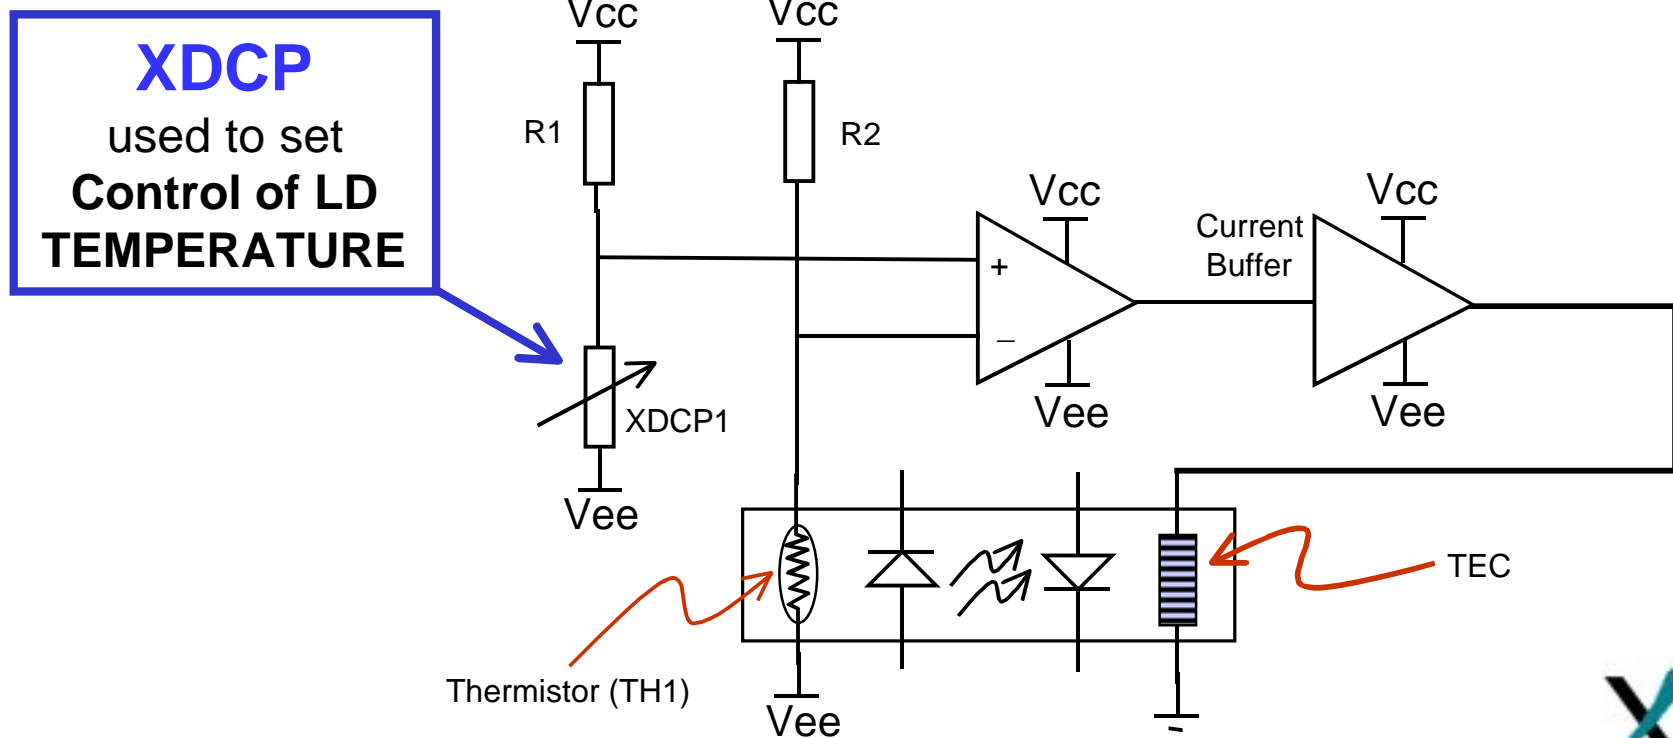 Vcc
Vcc
XDCP
used to set
Control of LD
TEMPERATURE
R1
R2
Vcc
Vcc
Current
Buffer
+
–
XDCP1
Vee
Vee
Vee
TEC
Thermistor (TH1)
Vee
X